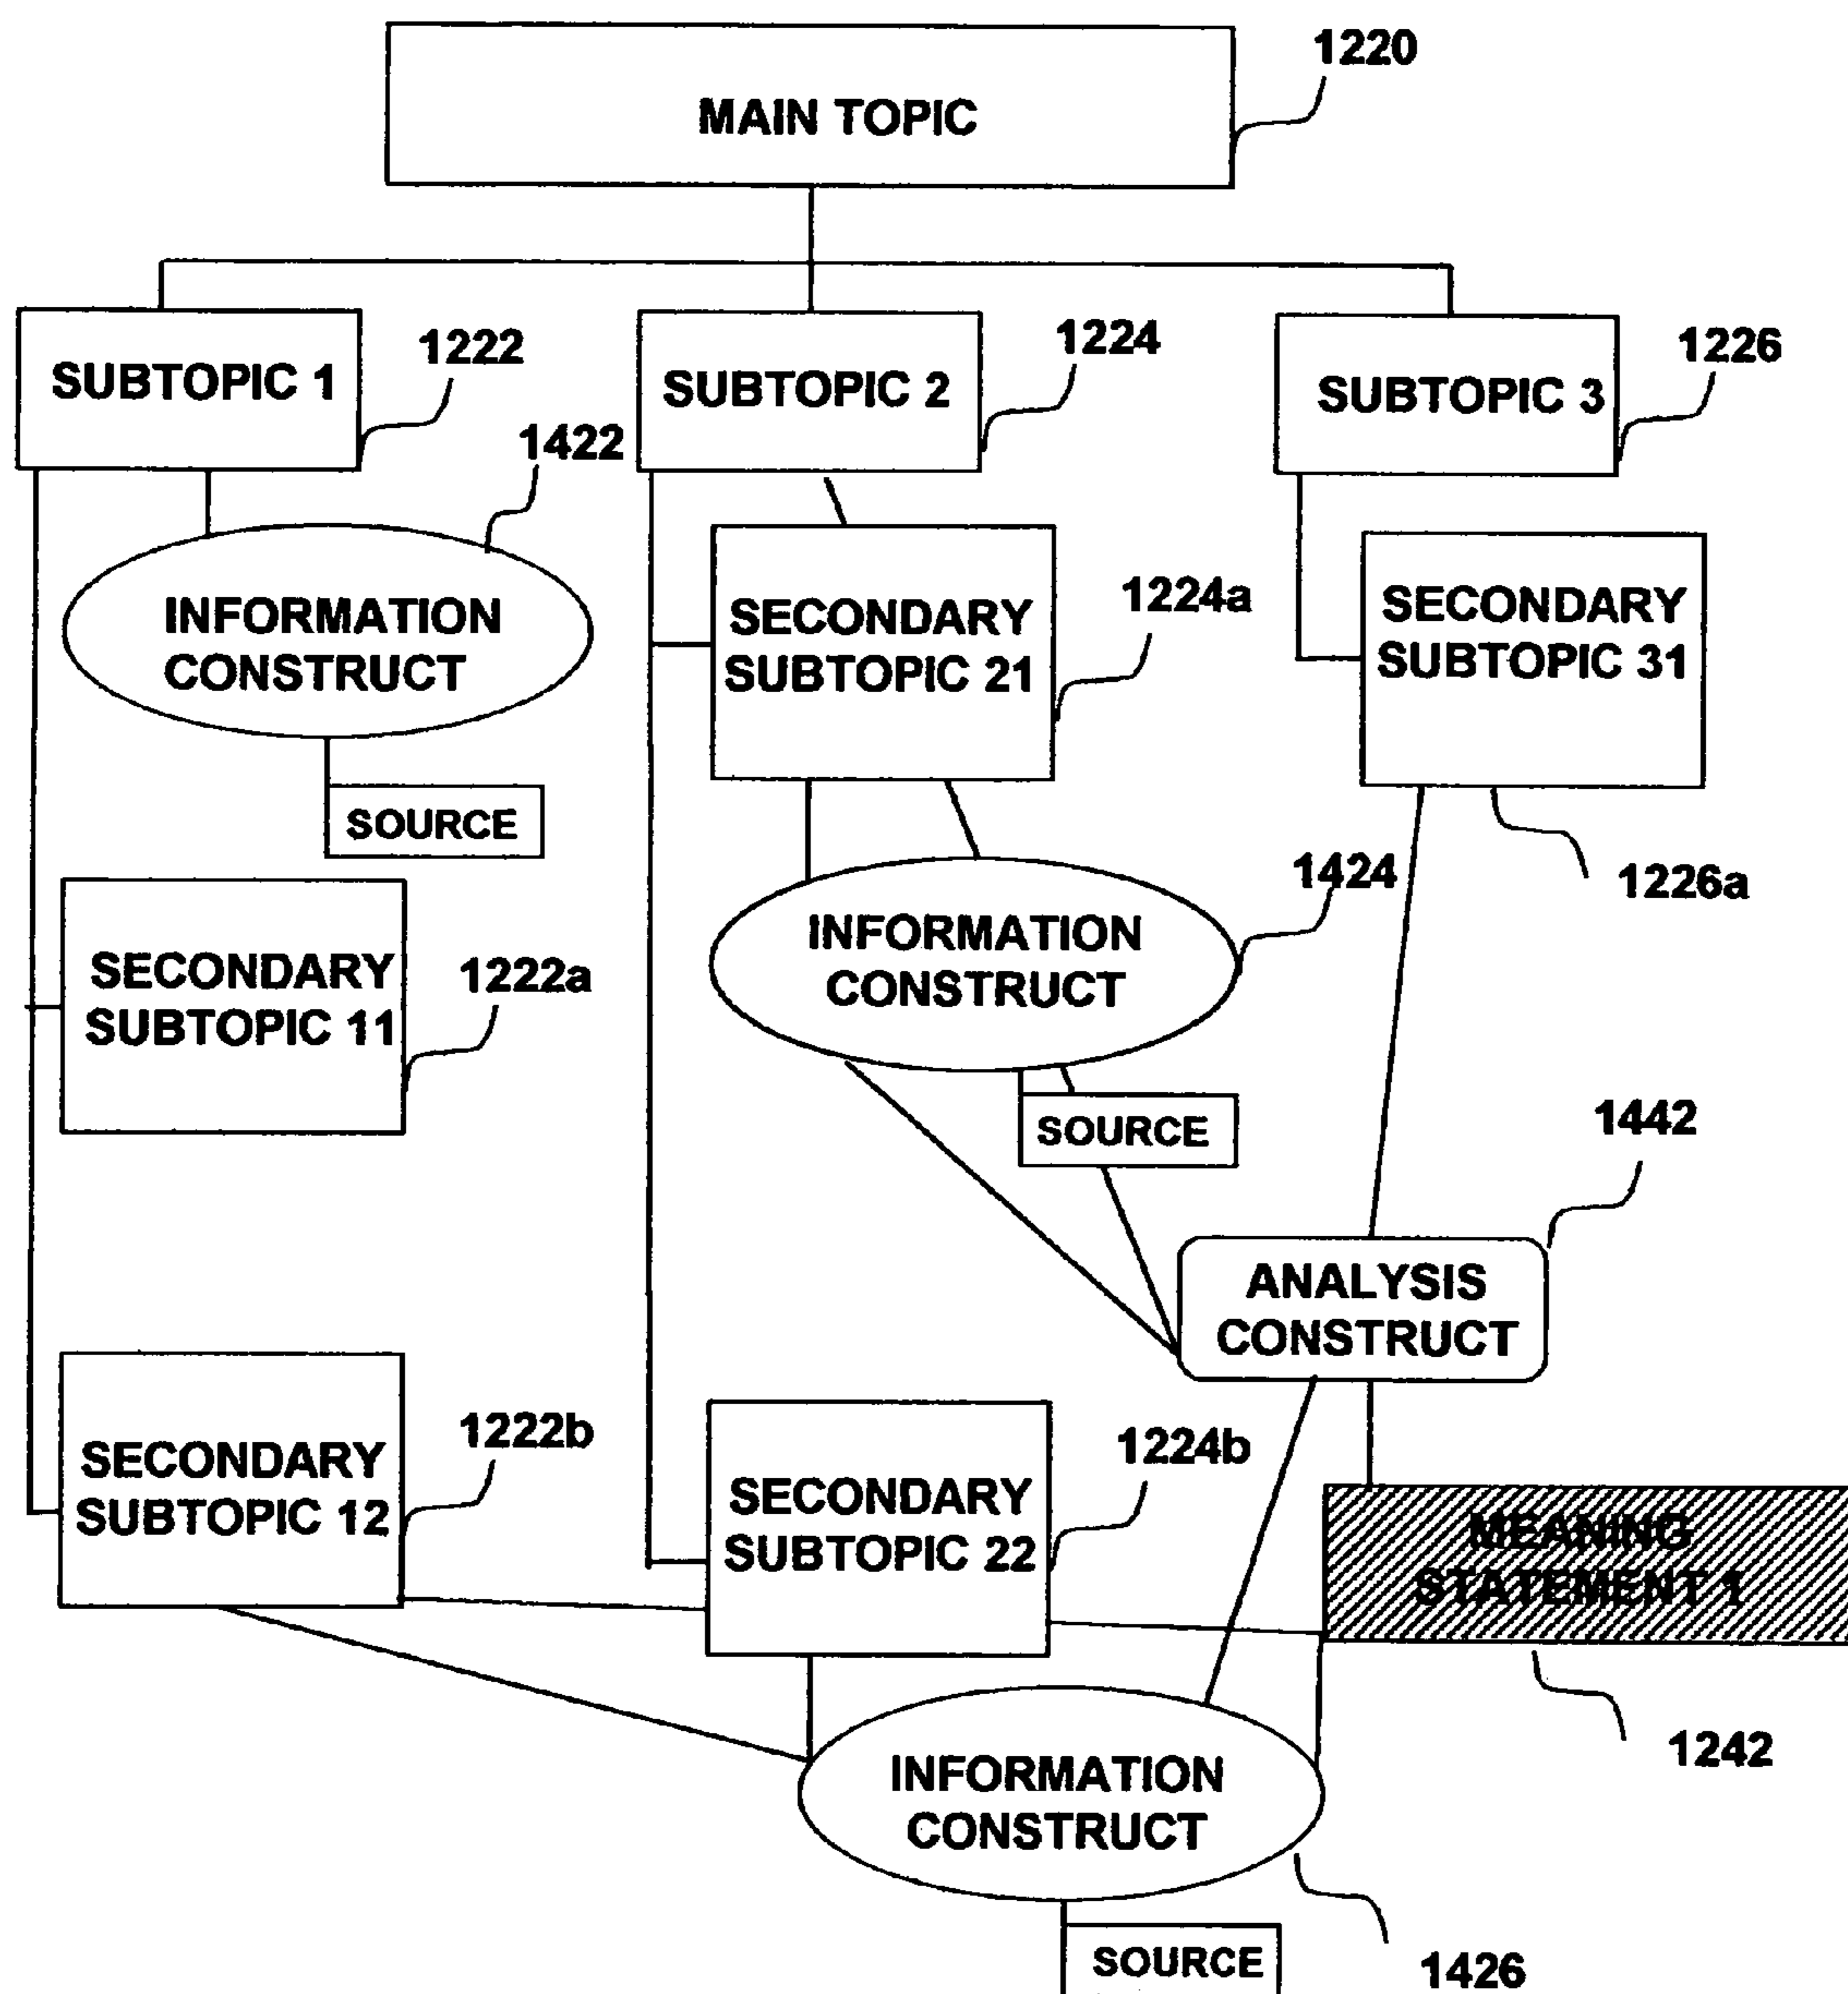 1220
MAIN TOPIC
1222
1224
1226
SUBTOPIC 1
SUBTOPIC 2
SUBTOPIC 3
1422
INFORMATION
CONSTRUCT
SECONDARY
SUBTOPIC 21
1224a
SECONDARY
SUBTOPIC 31
SOURCE
1424
1226a
INFORMATION
CONSTRUCT
SECONDARY
SUBTOPIC 11
1222a
SOURCE
1442
ANALYSIS
CONSTRUCT
SECONDARY
SUBTOPIC 12
1222b
SECONDARY
SUBTOPIC 22
1224b
MEANING
STATEMENT 1
1242
INFORMATION
CONSTRUCT
SOURCE
1426